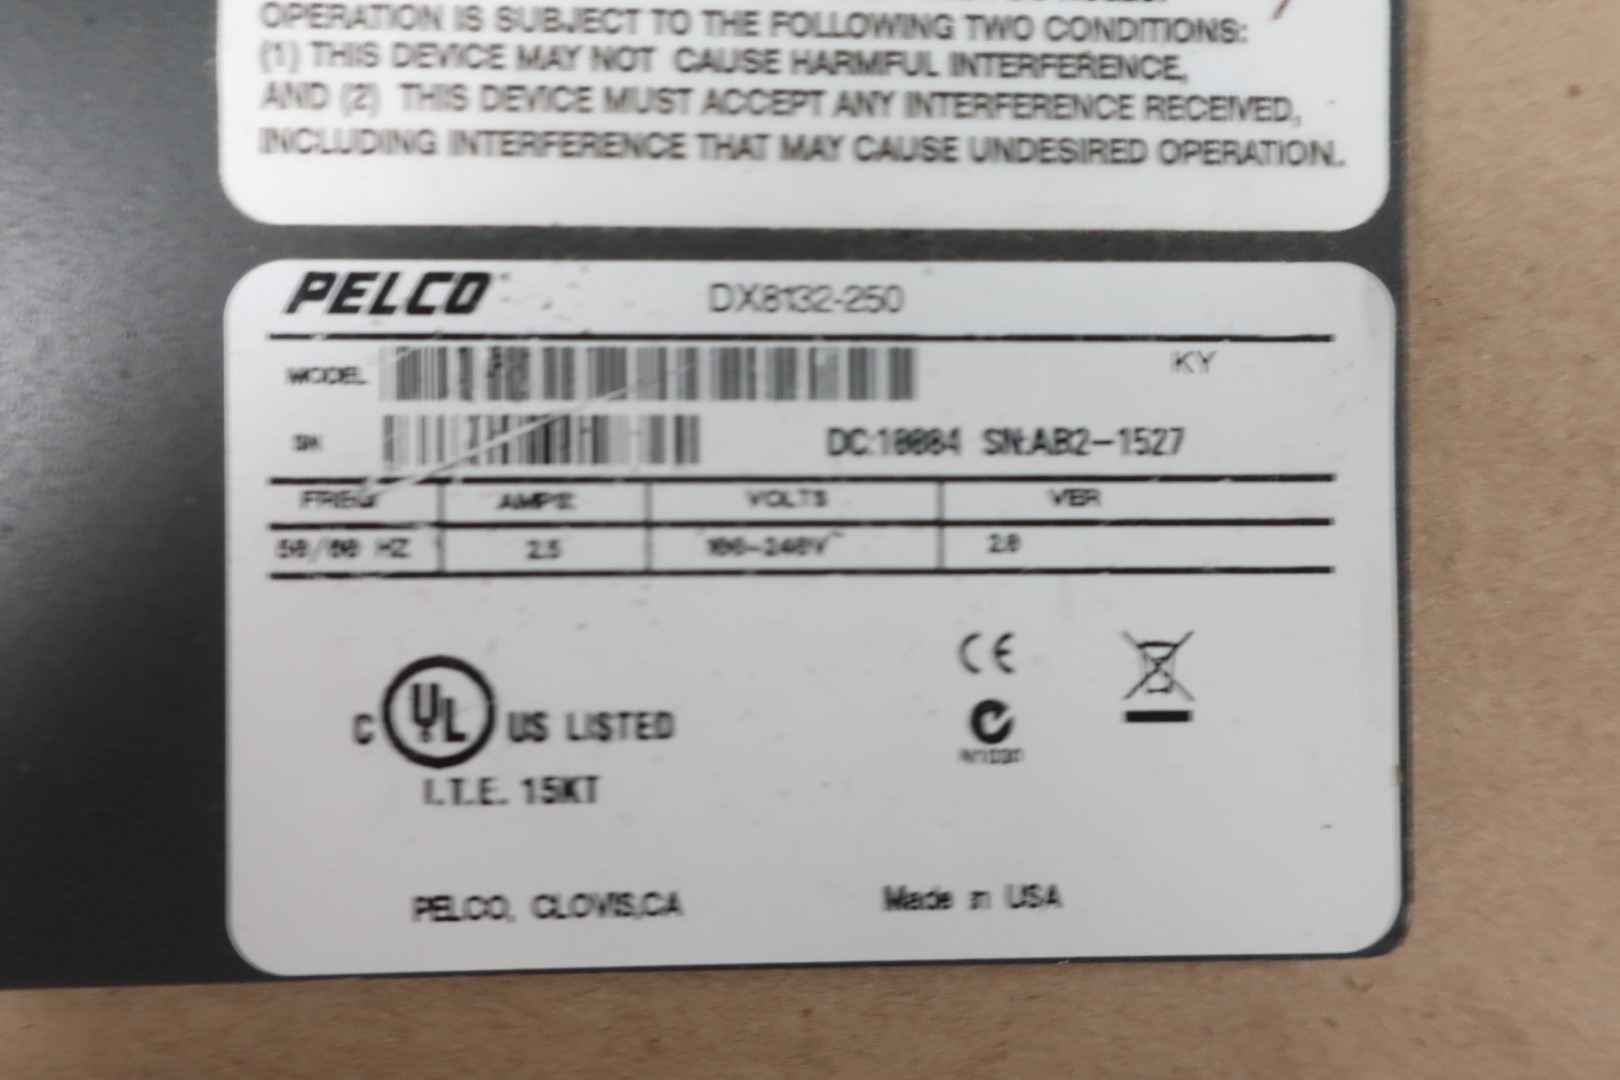 OPERATION IS SUBJECT TO THE FOLLOWING TWO CONDITIONS:
(1) THIS DEVICE MAY NOT CAUSE HARMFUL INTERFERENCE,
AND (2) THIS DEVICE MUST ACCEPT ANY INTERFERENCE RECEIVED,
INCLUDING INTERFERENCE THAT MAY CAUSE UNDESIRED OPERATION.
PELCO DX8132-250
MODEL KY
SN DC:10084 SN:AB2-1527
FREQ AMPS VOLTS VER
50/60 HZ 2.5 100-240V~ 2.0
C UL US LISTED CE
I.T.E. 15KT
PELCO, CLOVIS,CA Made in USA